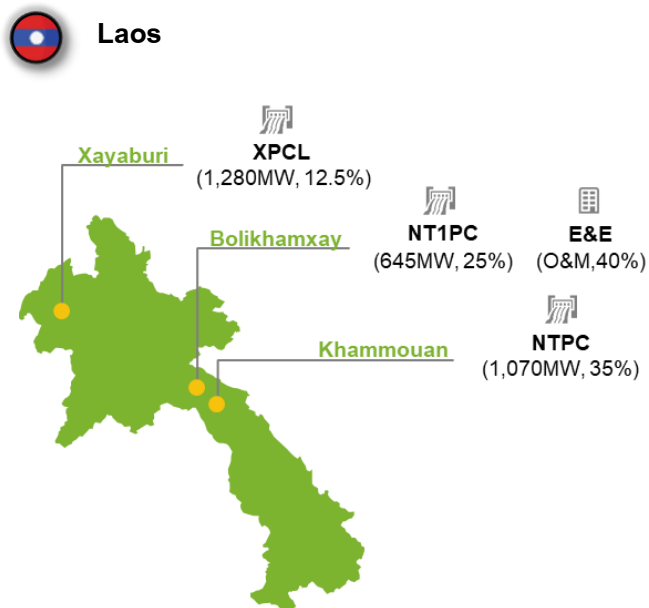 Laos
Xayaburi
XPCL
(1,280MW, 12.5%)
Bolikhamxay
NT1PC
(645MW, 25%)
E&E
(O&M,40%)
Khammouan
NTPC
(1,070MW, 35%)